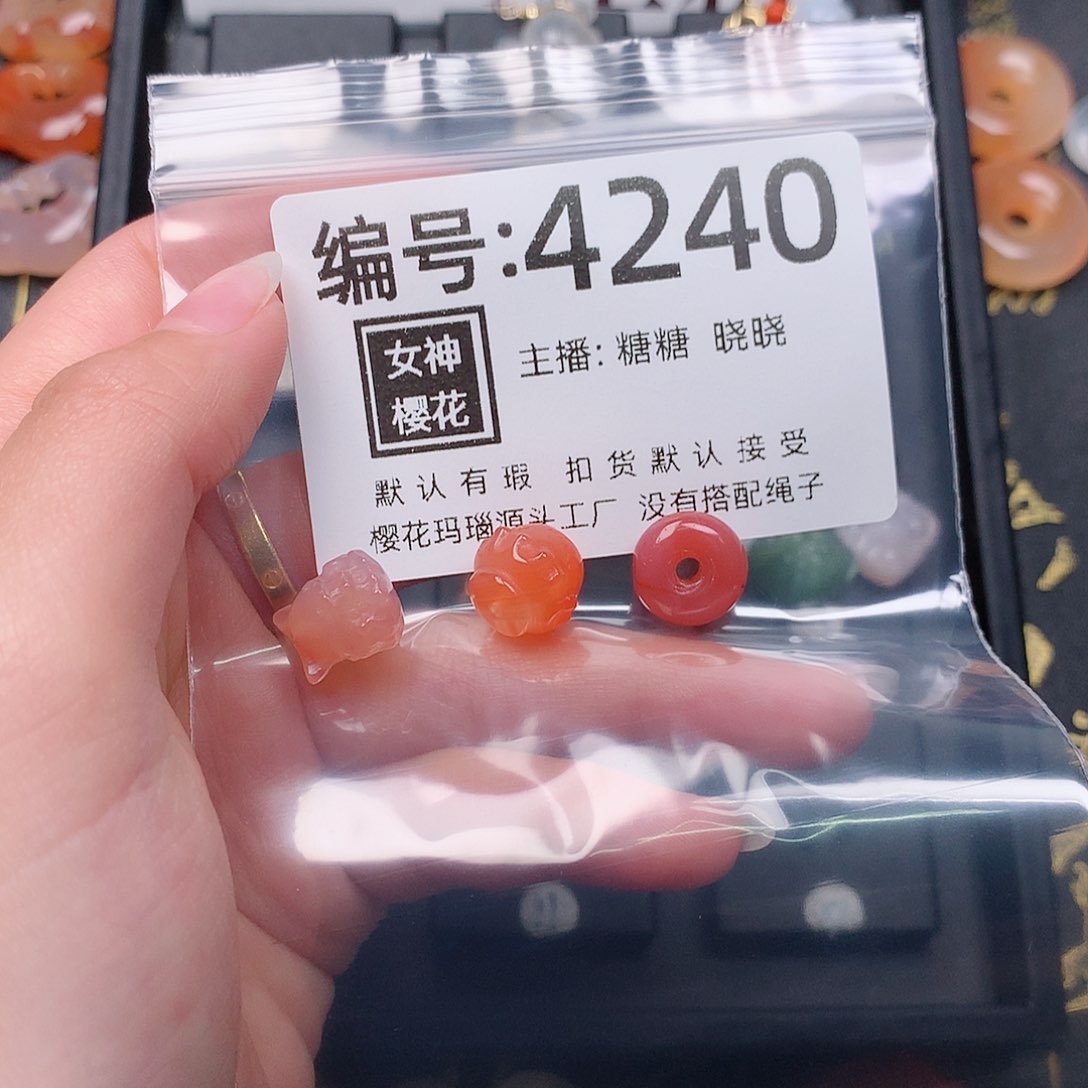 编号:4240
女神
樱花
主播: 糖糖 晓晓
默认有瑕 扣货默认接受
樱花玛瑙源头工厂 没有搭配绳子